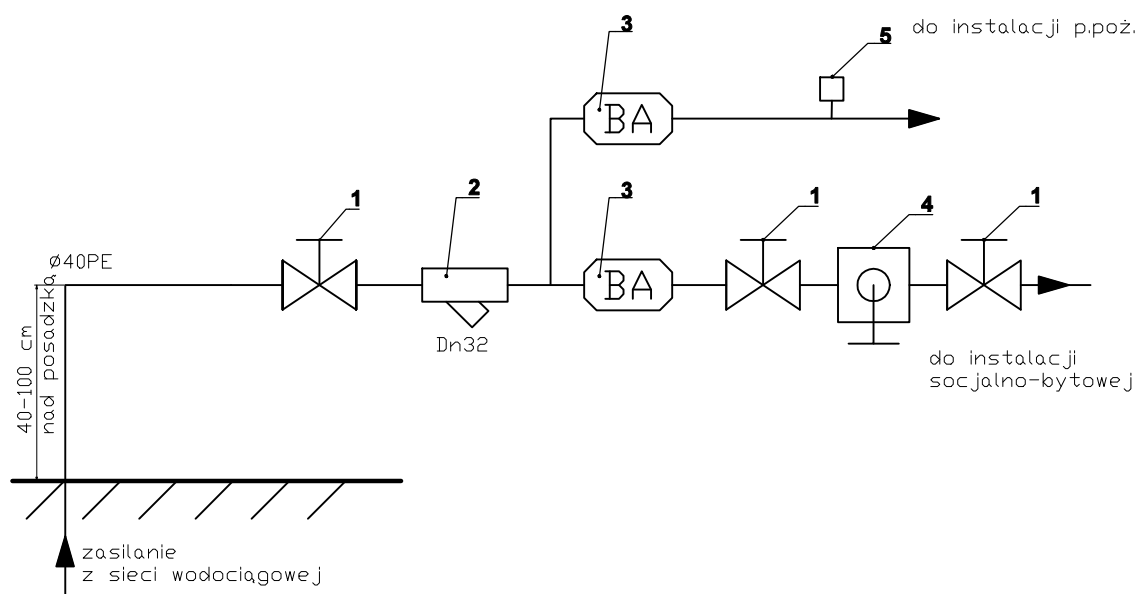 3
5
do instalacji p.poż.
BA
1
2
3
1
4
1
Ø40PE
BA
Dn32
40-100 cm
nad posadzką
do instalacji
socjalno-bytowej
zasilanie
z sieci wodociągowej